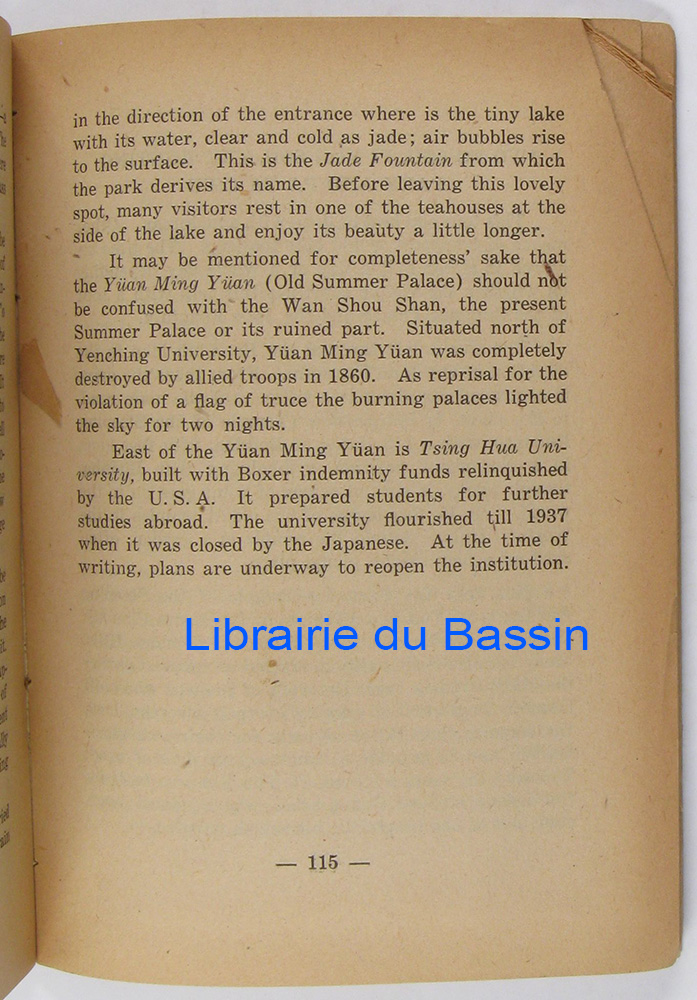 in the direction of the entrance where is the tiny lake
with its water, clear and cold as jade; air bubbles rise
to the surface. This is the Jade Fountain from which
the park derives its name. Before leaving this lovely
spot, many visitors rest in one of the teahouses at the
side of the lake and enjoy its beauty a little longer.
It may be mentioned for completeness' sake that
the Yüan Ming Yüan (Old Summer Palace) should not
be confused with the Wan Shou Shan, the present
Summer Palace or its ruined part. Situated north of
Yenching University, Yüan Ming Yüan was completely
destroyed by allied troops in 1860. As reprisal for the
violation of a flag of truce the burning palaces lighted
the sky for two nights.
East of the Yüan Ming Yüan is Tsing Hua Uni-
versity, built with Boxer indemnity funds relinquished
by the U. S. A. It prepared students for further
studies abroad. The university flourished till 1937
when it was closed by the Japanese. At the time of
writing, plans are underway to reopen the institution.
Librairie du Bassin
— 115 —